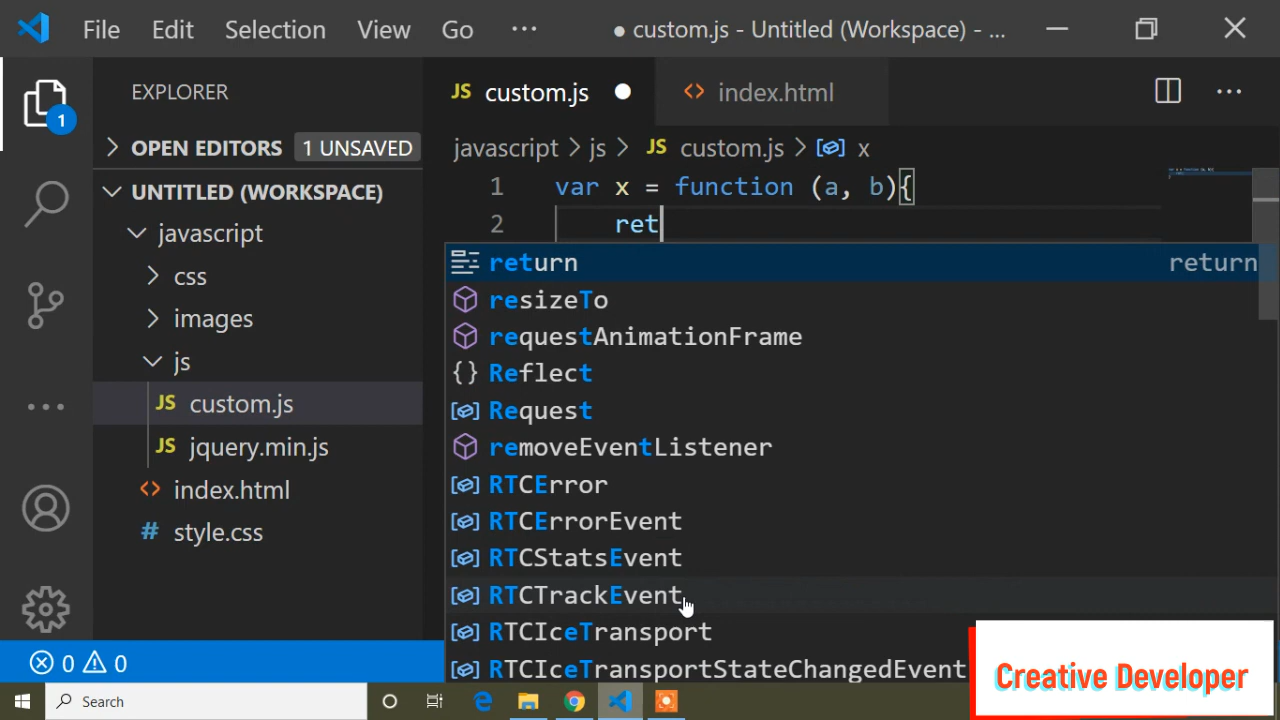 File Edit Selection View Go ··· ● custom.js - Untitled (Workspace) - ...
EXPLORER
JS custom.js ● <> index.html ···
> OPEN EDITORS 1 UNSAVED
javascript > js > JS custom.js > x
UNTITLED (WORKSPACE)
1 var x = function (a, b){
javascript
2 ret
> css
return return
> images
resizeTo
js
requestAnimationFrame
JS custom.js
{} Reflect
JS jquery.min.js
Request
<> index.html
removeEventListener
# style.css
RTCError
RTCErrorEvent
RTCStatsEvent
RTCTrackEvent
RTCIceTransport
RTCIceTransportStateChangedEvent
1
0 0
Creative Developer
Search